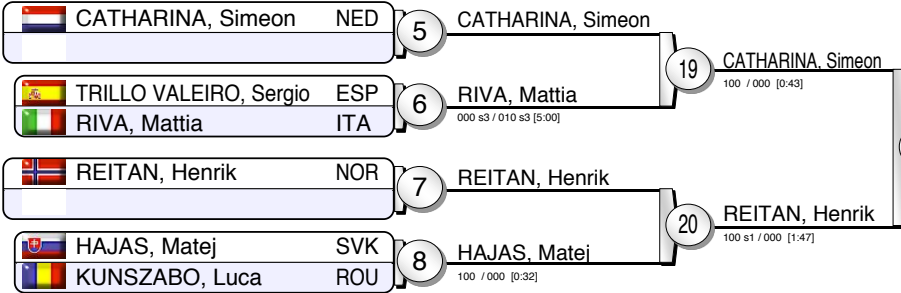 CATHARINA, Simeon NED
5
CATHARINA, Simeon
TRILLO VALEIRO, Sergio ESP
RIVA, Mattia ITA
6
RIVA, Mattia
000 s3 / 010 s3 [5:00]
19
CATHARINA, Simeon
100 / 000 [0:43]
REITAN, Henrik NOR
7
REITAN, Henrik
HAJAS, Matej SVK
KUNSZABO, Luca ROU
8
HAJAS, Matej
100 / 000 [0:32]
20
REITAN, Henrik
100 s1 / 000 [1:47]